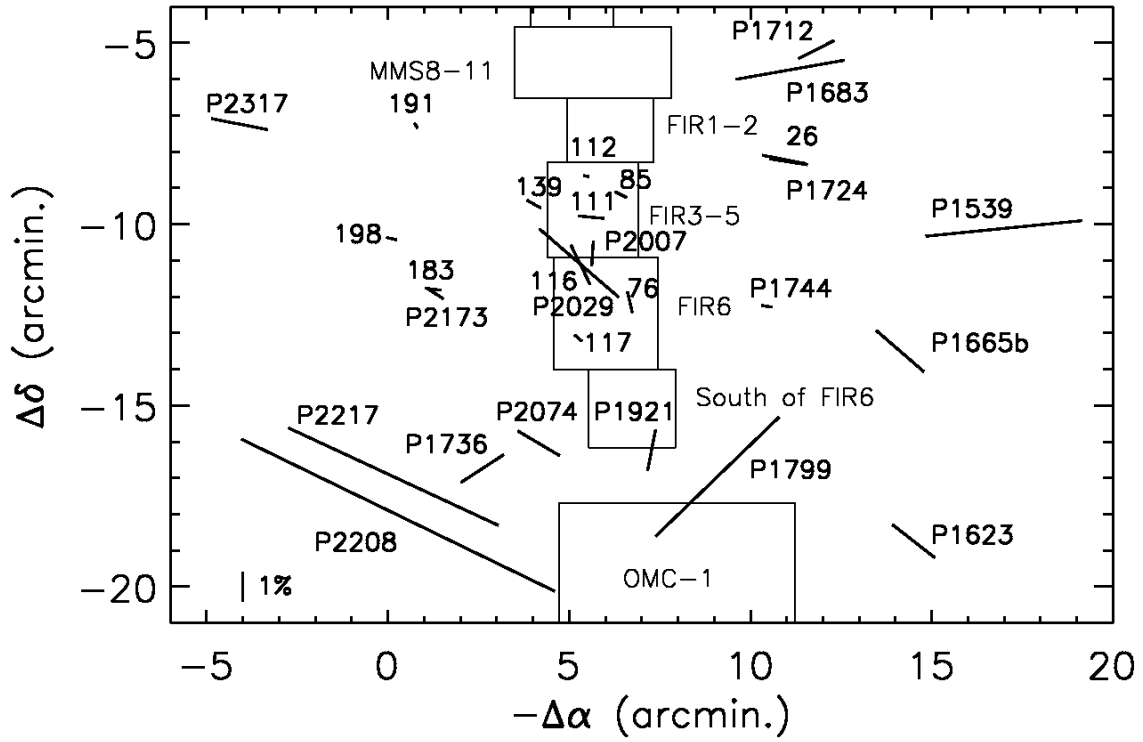 −5
−10
−15
−20
Δδ (arcmin.)
P1712
MMS8−11
P1683
P2317
191
FIR1−2
26
112
P1724
139
85
111
FIR3−5
P1539
198
P2007
183
116
76
P1744
P2029
FIR6
P2173
117
P1665b
South of FIR6
P2217
P2074
P1921
P1736
P1799
P2208
P1623
OMC−1
1%
−5
0
5
10
15
20
−Δα (arcmin.)